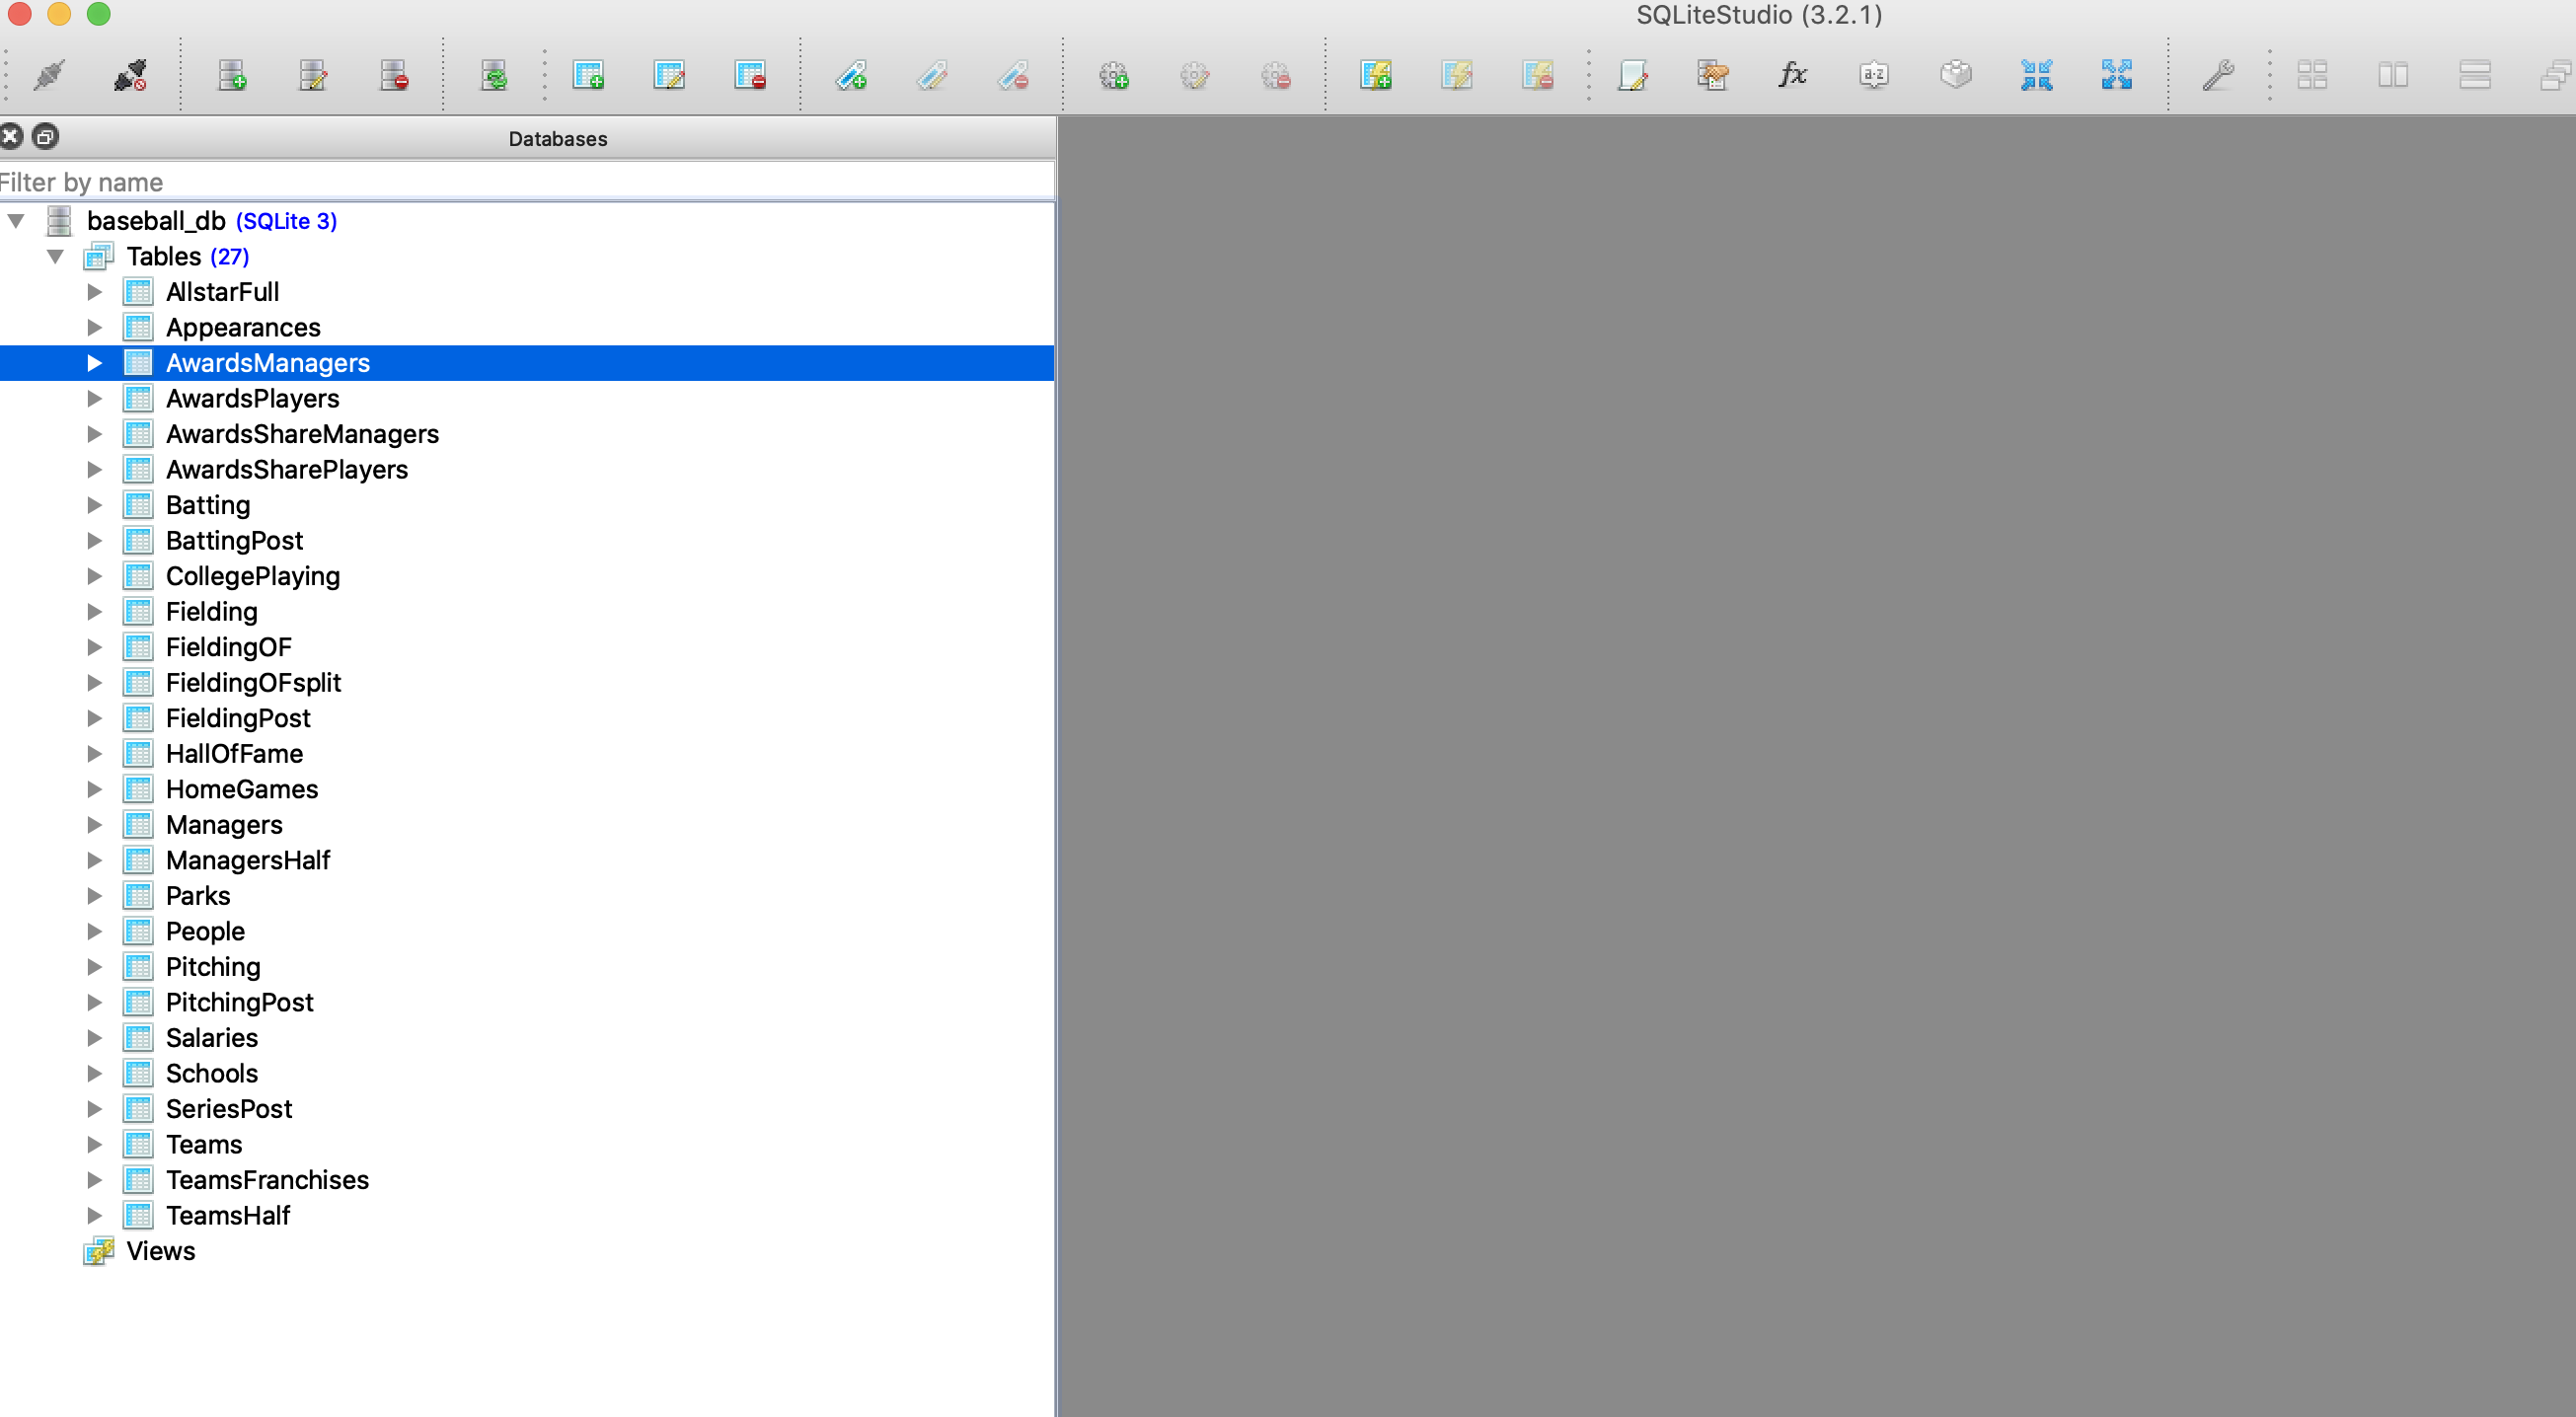 SQLiteStudio (3.2.1)
fx
a·z
Databases
Filter by name
baseball_db (SQLite 3)
Tables (27)
AllstarFull
Appearances
AwardsManagers
AwardsPlayers
AwardsShareManagers
AwardsSharePlayers
Batting
BattingPost
CollegePlaying
Fielding
FieldingOF
FieldingOFsplit
FieldingPost
HallOfFame
HomeGames
Managers
ManagersHalf
Parks
People
Pitching
PitchingPost
Salaries
Schools
SeriesPost
Teams
TeamsFranchises
TeamsHalf
Views